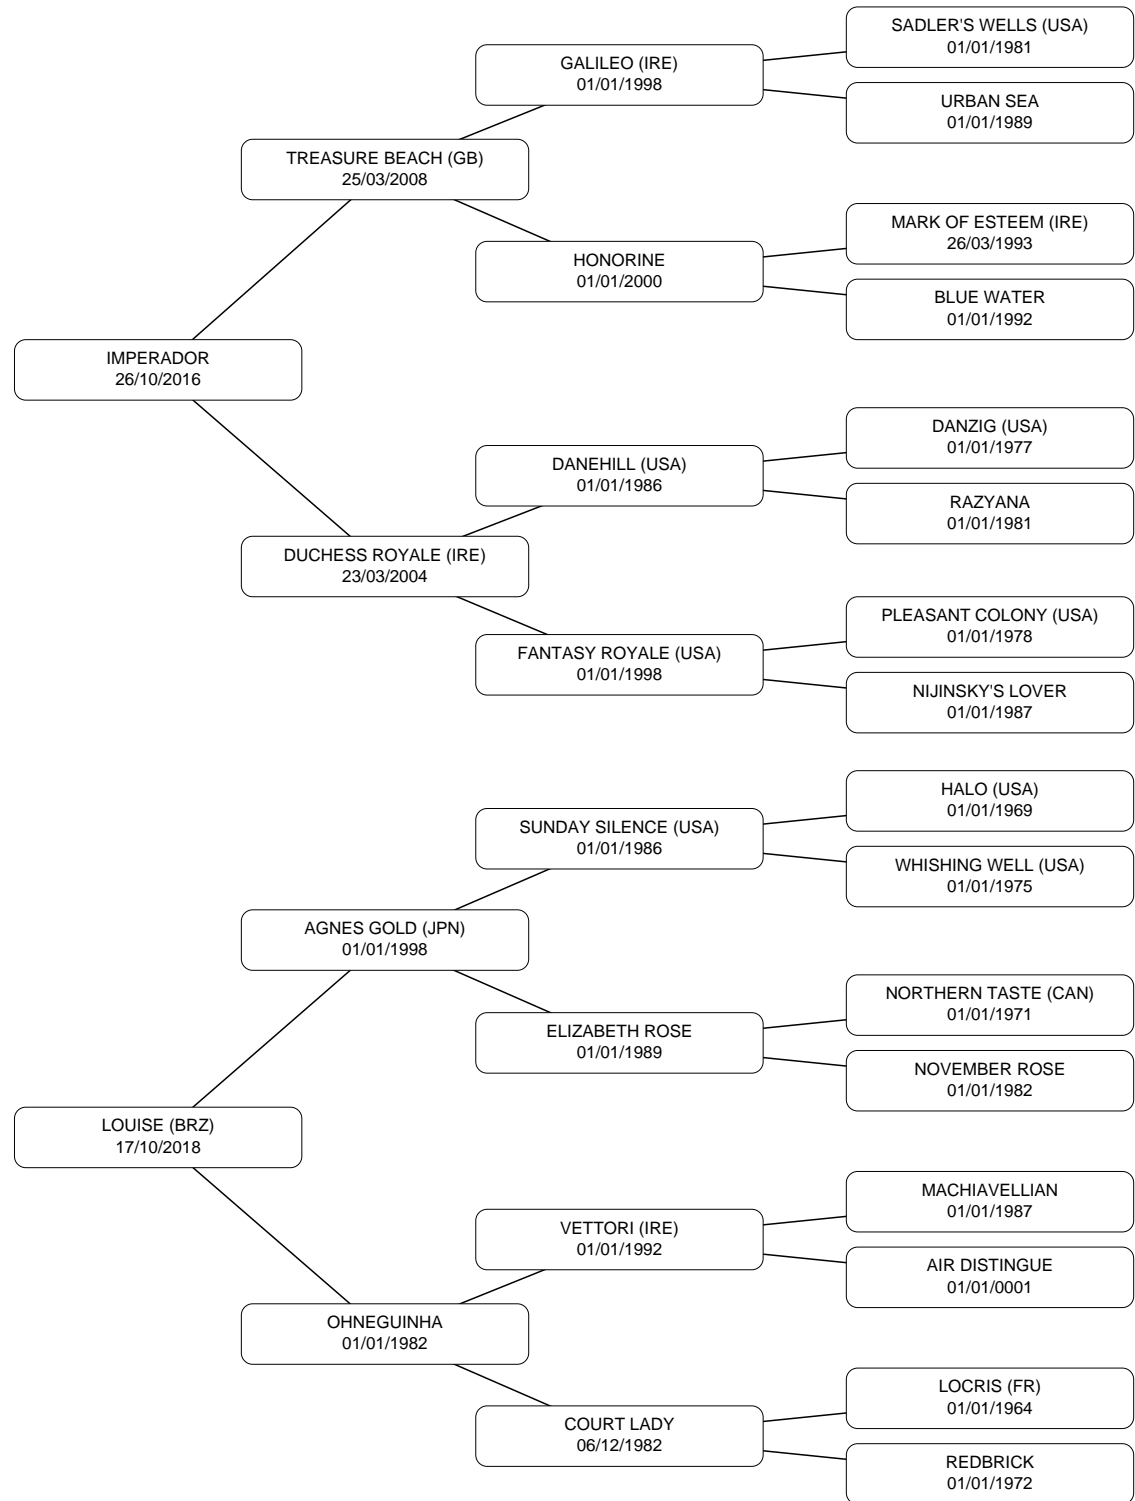 SADLER'S WELLS (USA)
01/01/1981
GALILEO (IRE)
01/01/1998
URBAN SEA
01/01/1989
TREASURE BEACH (GB)
25/03/2008
MARK OF ESTEEM (IRE)
26/03/1993
HONORINE
01/01/2000
BLUE WATER
01/01/1992
IMPERADOR
26/10/2016
DANZIG (USA)
01/01/1977
DANEHILL (USA)
01/01/1986
RAZYANA
01/01/1981
DUCHESS ROYALE (IRE)
23/03/2004
PLEASANT COLONY (USA)
01/01/1978
FANTASY ROYALE (USA)
01/01/1998
NIJINSKY'S LOVER
01/01/1987
HALO (USA)
01/01/1969
SUNDAY SILENCE (USA)
01/01/1986
WHISHING WELL (USA)
01/01/1975
AGNES GOLD (JPN)
01/01/1998
NORTHERN TASTE (CAN)
01/01/1971
ELIZABETH ROSE
01/01/1989
NOVEMBER ROSE
01/01/1982
LOUISE (BRZ)
17/10/2018
MACHIAVELLIAN
01/01/1987
VETTORI (IRE)
01/01/1992
AIR DISTINGUE
01/01/0001
OHNEGUINHA
01/01/1982
LOCRIS (FR)
01/01/1964
COURT LADY
06/12/1982
REDBRICK
01/01/1972